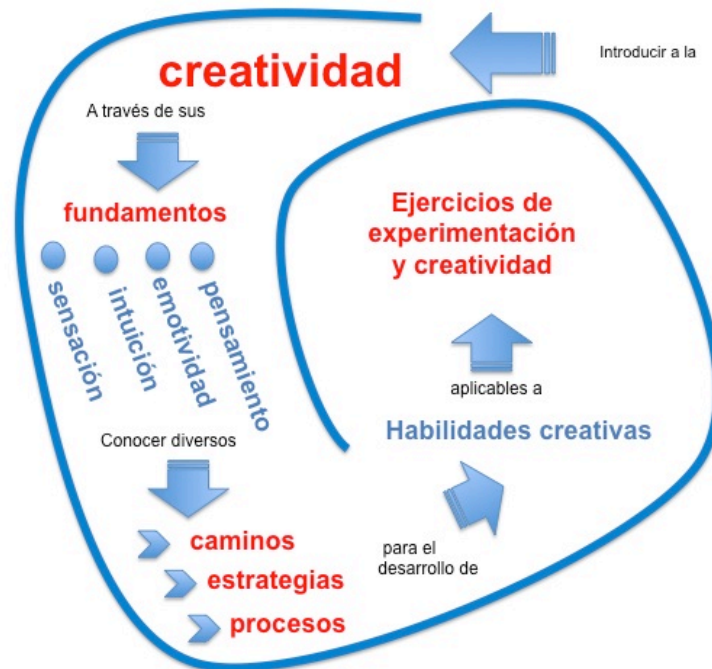 Introducir a la
creatividad
A través de sus
fundamentos
sensación
intuición
emotividad
pensamiento
Conocer diversos
caminos
estrategias
procesos
para el
desarrollo de
Habilidades creativas
aplicables a
Ejercicios de
experimentación
y creatividad